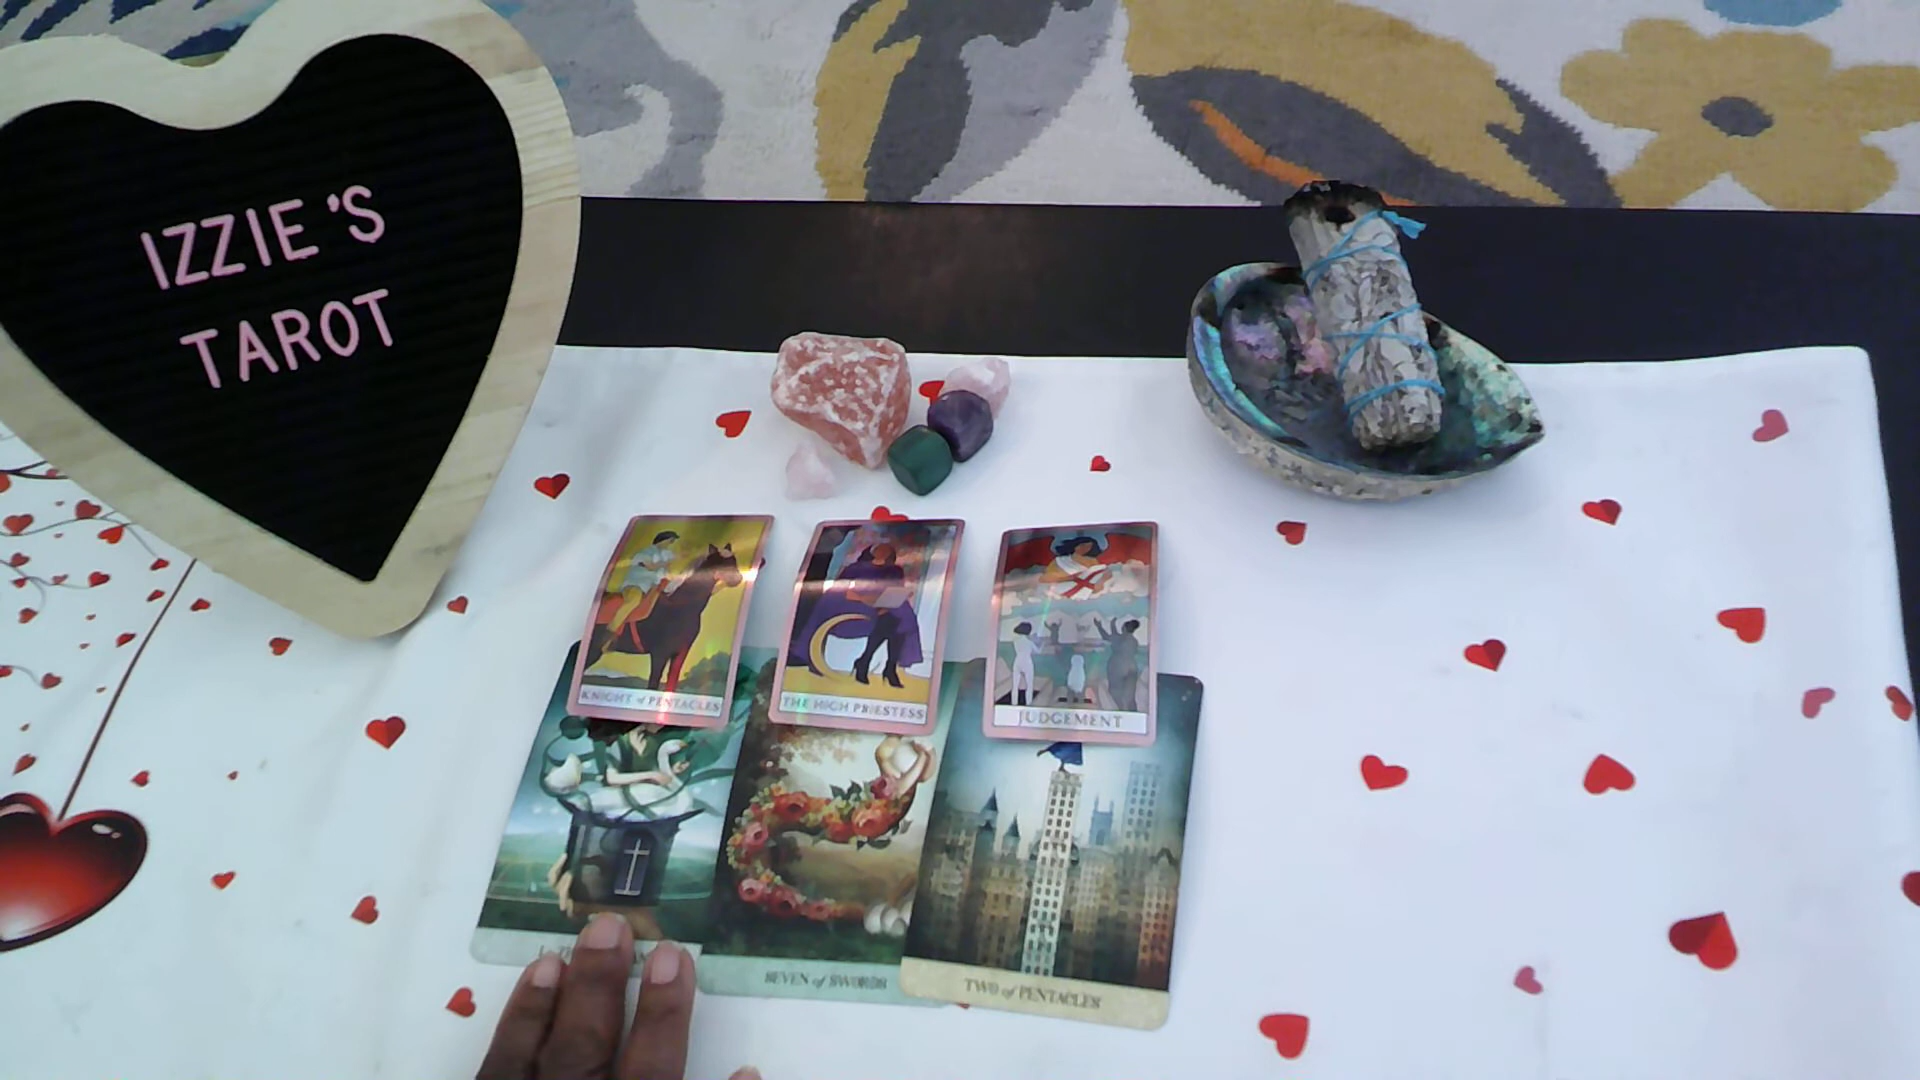 IZZIE'S
TAROT
KNIGHT of PENTACLES
THE HIGH PRIESTESS
JUDGEMENT
SEVEN of SWORDS
TWO of PENTACLES